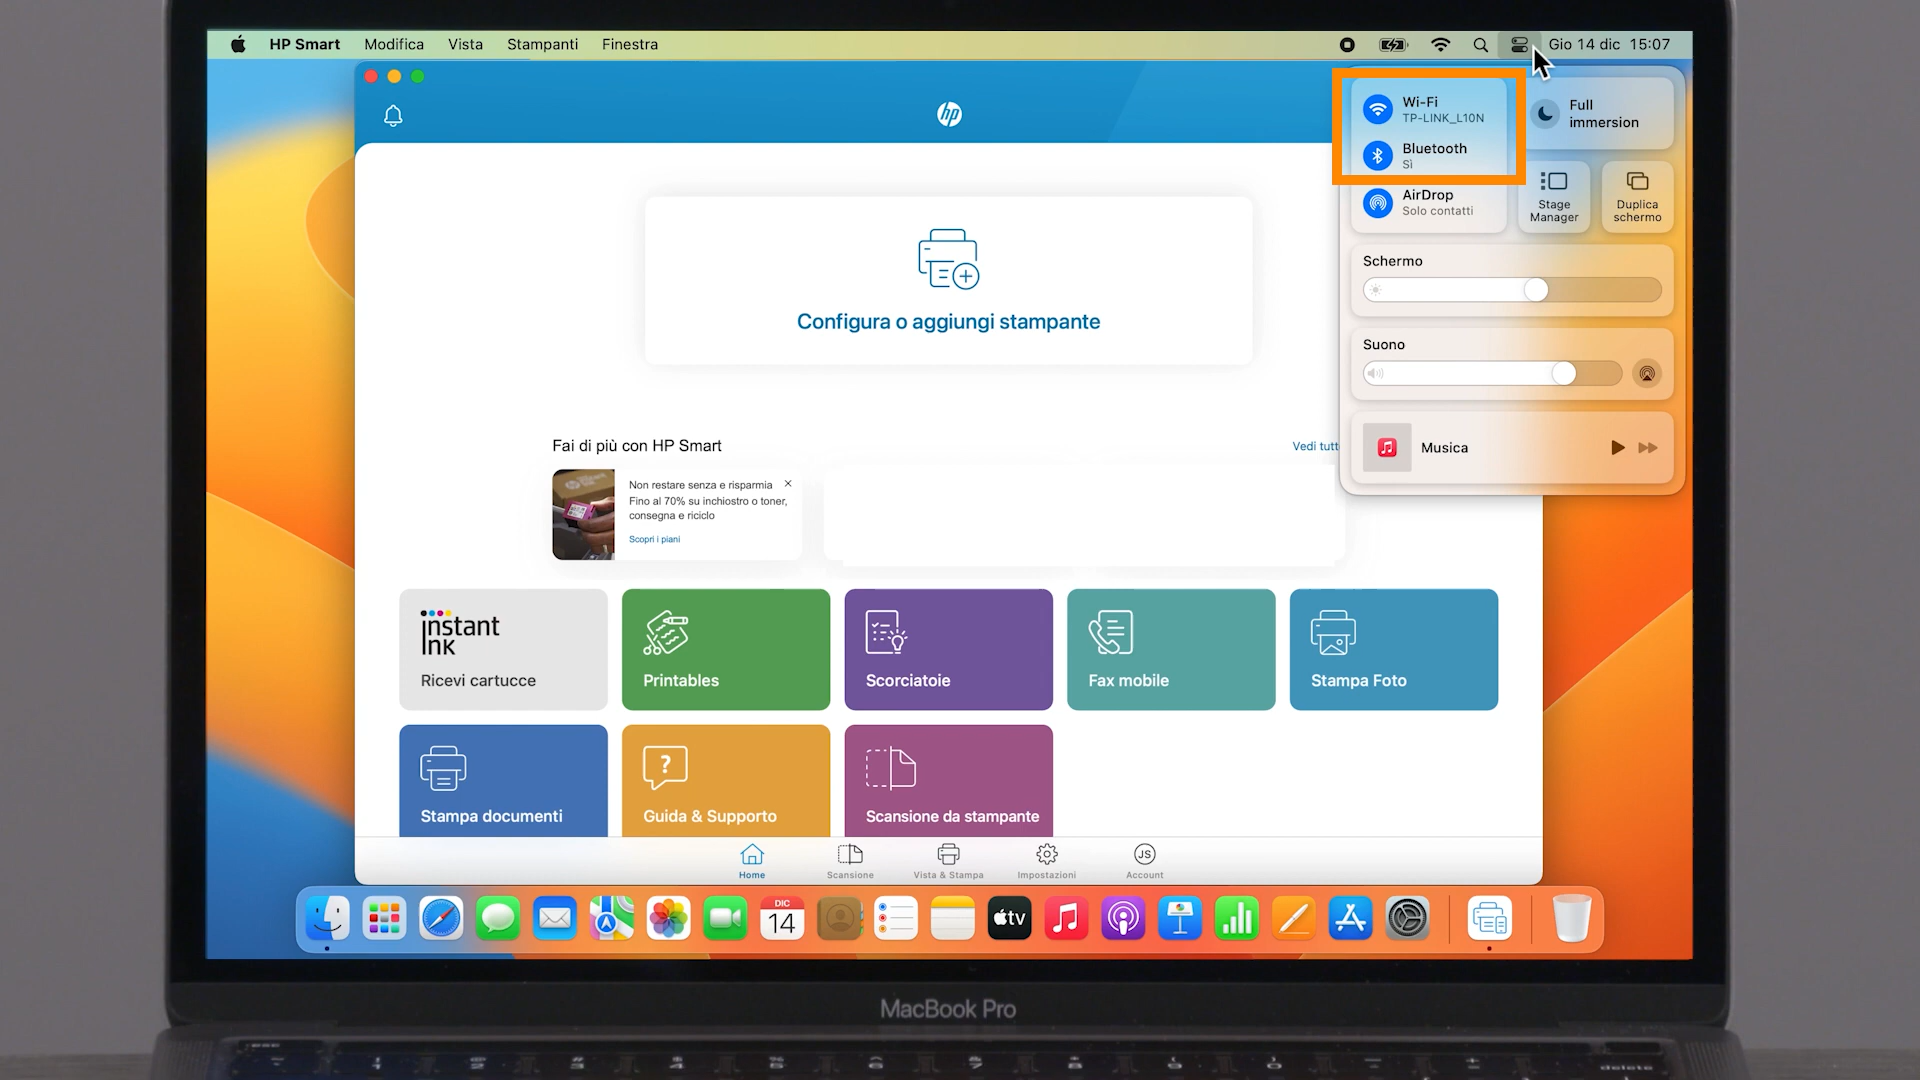 HP Smart Modifica Vista Stampanti Finestra
Gio 14 dic 15:07
hp
Wi-Fi
TP-LINK_L10N
Bluetooth
Sì
AirDrop
Solo contatti
Full
immersion
Stage
Manager
Duplica
schermo
Schermo
Suono
Musica
Configura o aggiungi stampante
Fai di più con HP Smart
Vedi tutt
Non restare senza e risparmia
Fino al 70% su inchiostro o toner,
consegna e riciclo
Scopri i piani
instant
ink
Ricevi cartucce
Printables
Scorciatoie
Fax mobile
Stampa Foto
Stampa documenti
Guida & Supporto
Scansione da stampante
Home
Scansione
Vista & Stampa
Impostazioni
JS
Account
DIC
14
tv
MacBook Pro